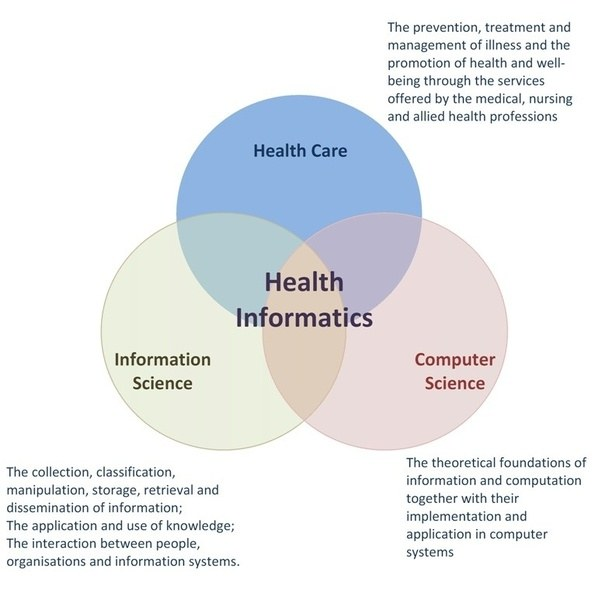 The prevention, treatment and
management of illness and the
promotion of health and well-
being through the services
offered by the medical, nursing
and allied health professions
Health Care
Health
Informatics
Information
Science
Computer
Science
The collection, classification,
manipulation, storage, retrieval and
dissemination of information;
The application and use of knowledge;
The interaction between people,
organisations and information systems.
The theoretical foundations of
information and computation
together with their
implementation and
application in computer
systems